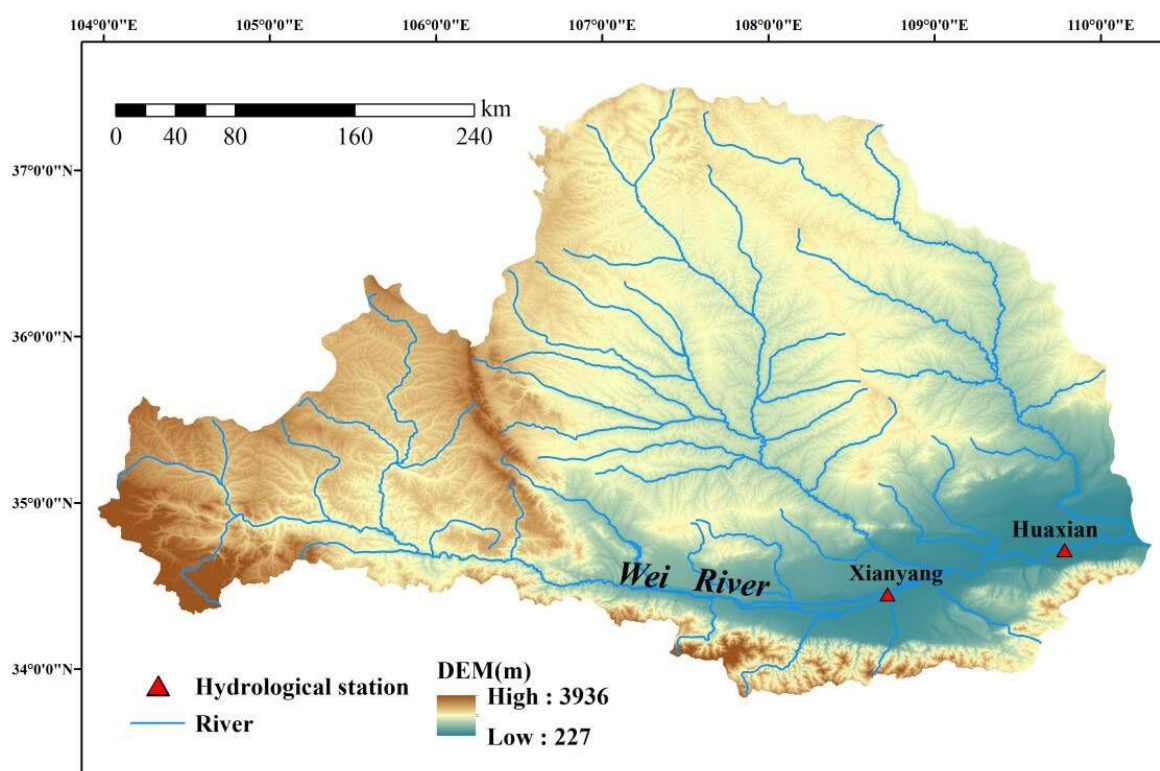 104°0'0"E 105°0'0"E 106°0'0"E 107°0'0"E 108°0'0"E 109°0'0"E 110°0'0"E
km
0 40 80 160 240
37°0'0"N
36°0'0"N
35°0'0"N
Huaxian
Xianyang
Wei River
34°0'0"N
DEM(m)
Hydrological station
High : 3936
River
Low : 227